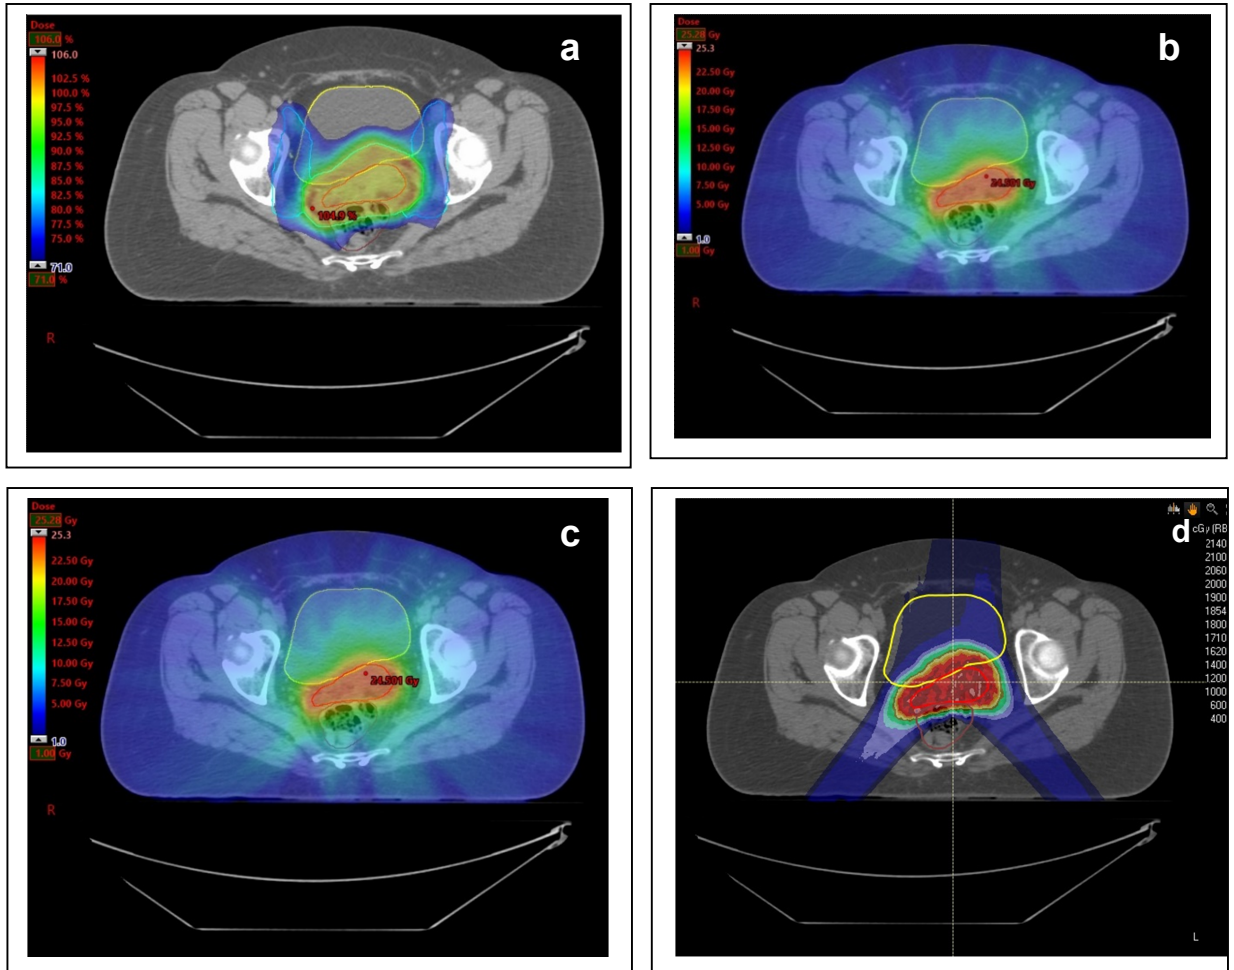 a
Dose
106.0 %
106.0
102.5 %
100.0 %
97.5 %
95.0 %
92.5 %
90.0 %
87.5 %
85.0 %
82.5 %
80.0 %
77.5 %
75.0 %
71.0
71.0 %
104.9 %
R
b
Dose
25.28 Gy
25.3
22.50 Gy
20.00 Gy
17.50 Gy
15.00 Gy
12.50 Gy
10.00 Gy
7.50 Gy
5.00 Gy
1.0
1.00 Gy
24.501 Gy
R
c
Dose
25.28 Gy
25.3
22.50 Gy
20.00 Gy
17.50 Gy
15.00 Gy
12.50 Gy
10.00 Gy
7.50 Gy
5.00 Gy
1.0
1.00 Gy
24.501 Gy
R
d
cGy (RB
2140
2100
2060
2000
1900
1854
1800
1710
1620
1400
1200
1000
600
400
L